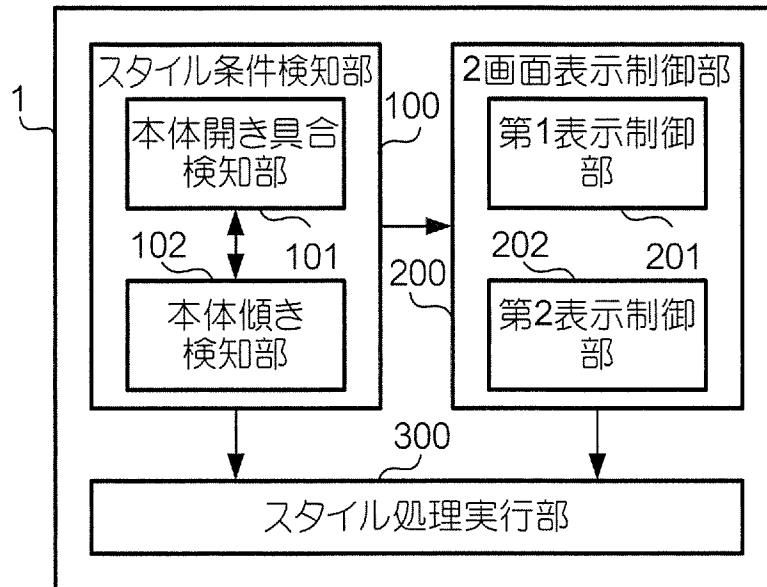 スタイル条件検知部
2画面表示制御部
1
本体開き具合
検知部
100
第1表示制御
部
102
101
202
201
200
本体傾き
検知部
第2表示制御
部
300
スタイル処理実行部